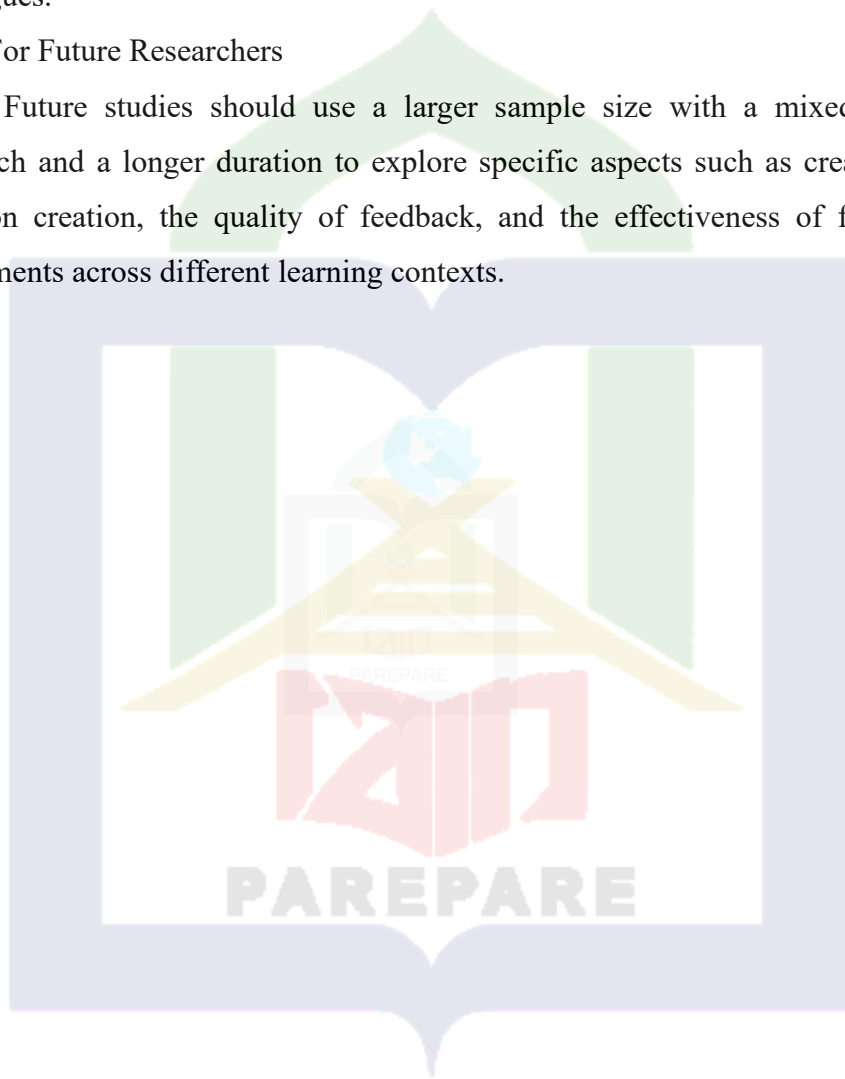 gues.
For Future Researchers
Future studies should use a larger sample size with a mixed
ch and a longer duration to explore specific aspects such as crea
on creation, the quality of feedback, and the effectiveness of f
ments across different learning contexts.
PAREPARE
PAREPARE